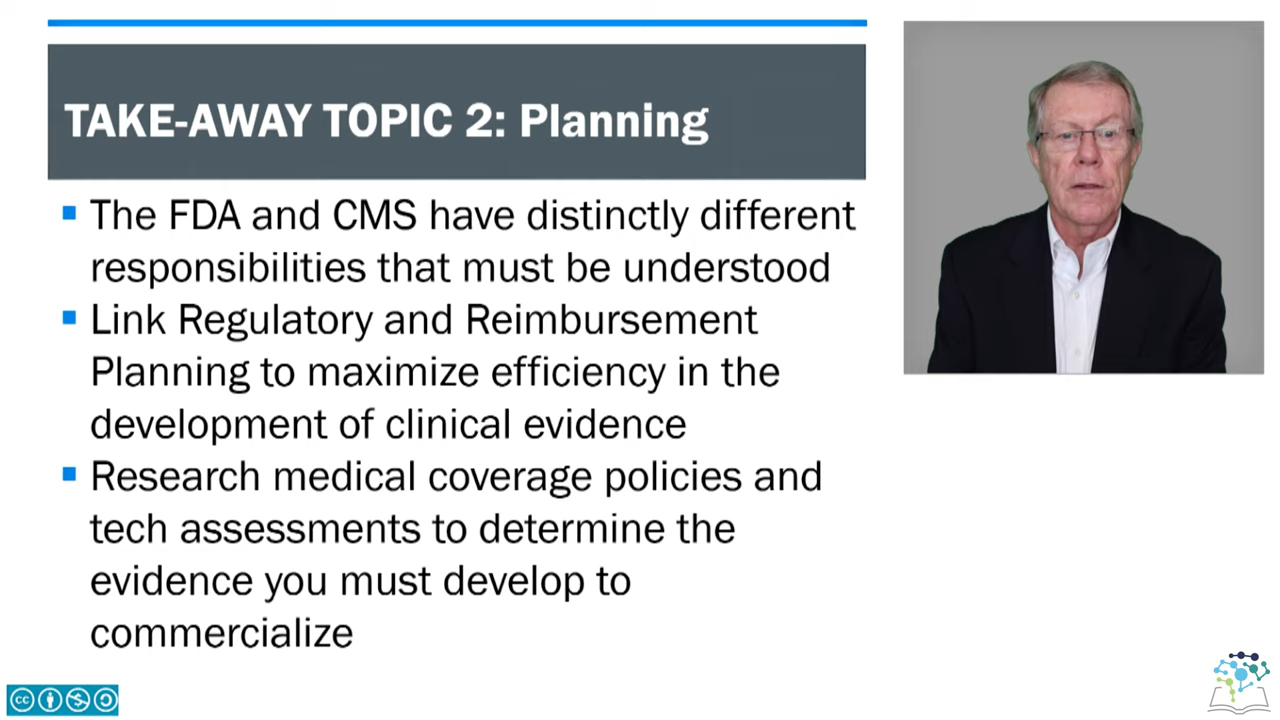 TAKE-AWAY TOPIC 2: Planning
The FDA and CMS have distinctly different
responsibilities that must be understood
Link Regulatory and Reimbursement
Planning to maximize efficiency in the
development of clinical evidence
Research medical coverage policies and
tech assessments to determine the
evidence you must develop to
commercialize
cc